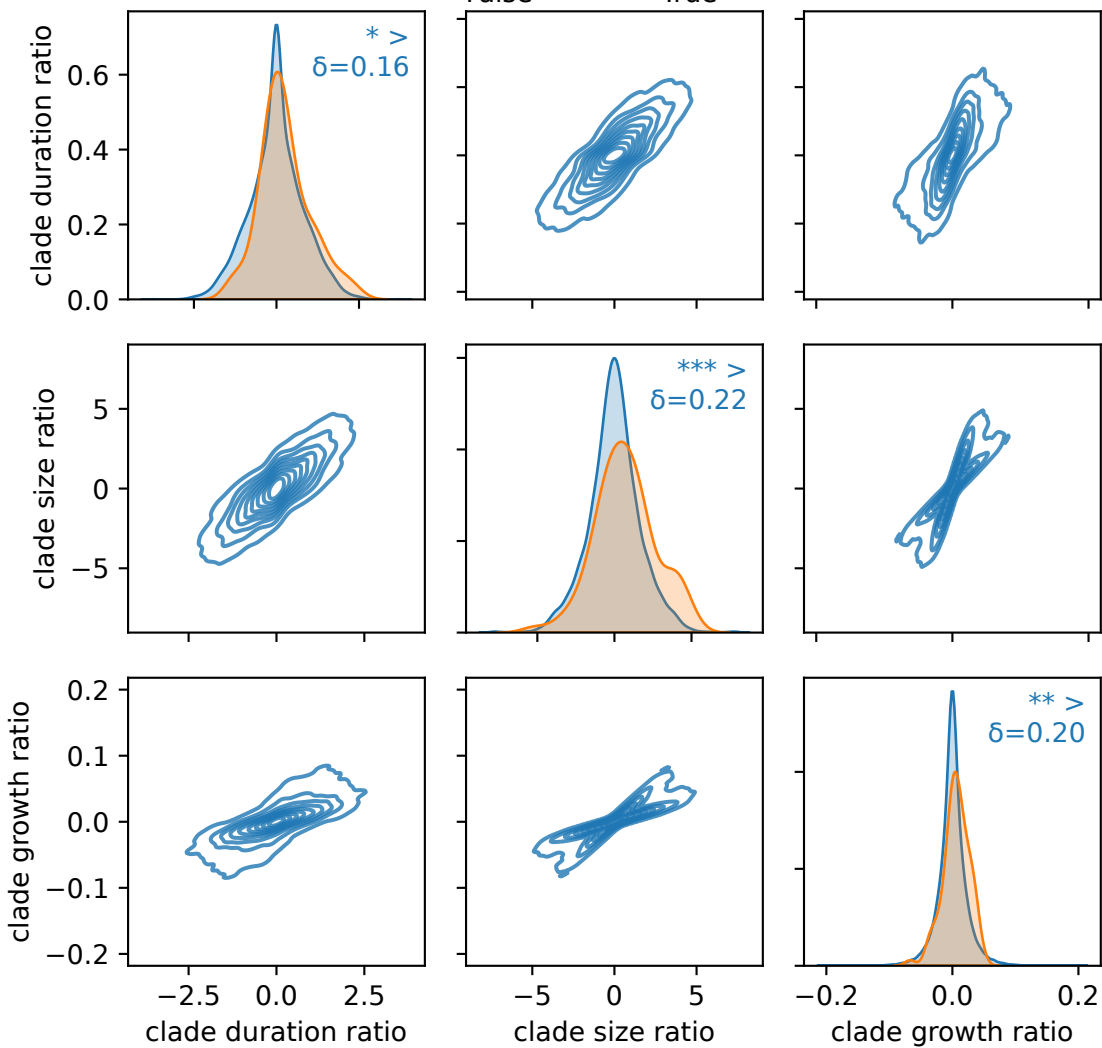 clade duration ratio
0.6
0.4
0.2
0.0
* >
δ=0.16
clade size ratio
5
0
−5
*** >
δ=0.22
clade growth ratio
0.2
0.1
0.0
−0.1
−0.2
** >
δ=0.20
−2.5 0.0 2.5
−5 0 5
−0.2 0.0 0.2
clade duration ratio
clade size ratio
clade growth ratio